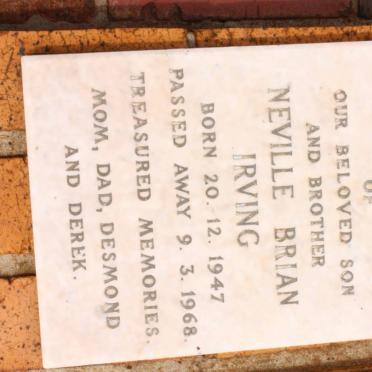 OF
OUR BELOVED SON
AND BROTHER
NEVILLE BRIAN
IRVING
BORN 20. 12. 1947
PASSED AWAY 9. 3. 1968.
TREASURED MEMORIES.
MOM, DAD, DESMOND
AND DEREK.